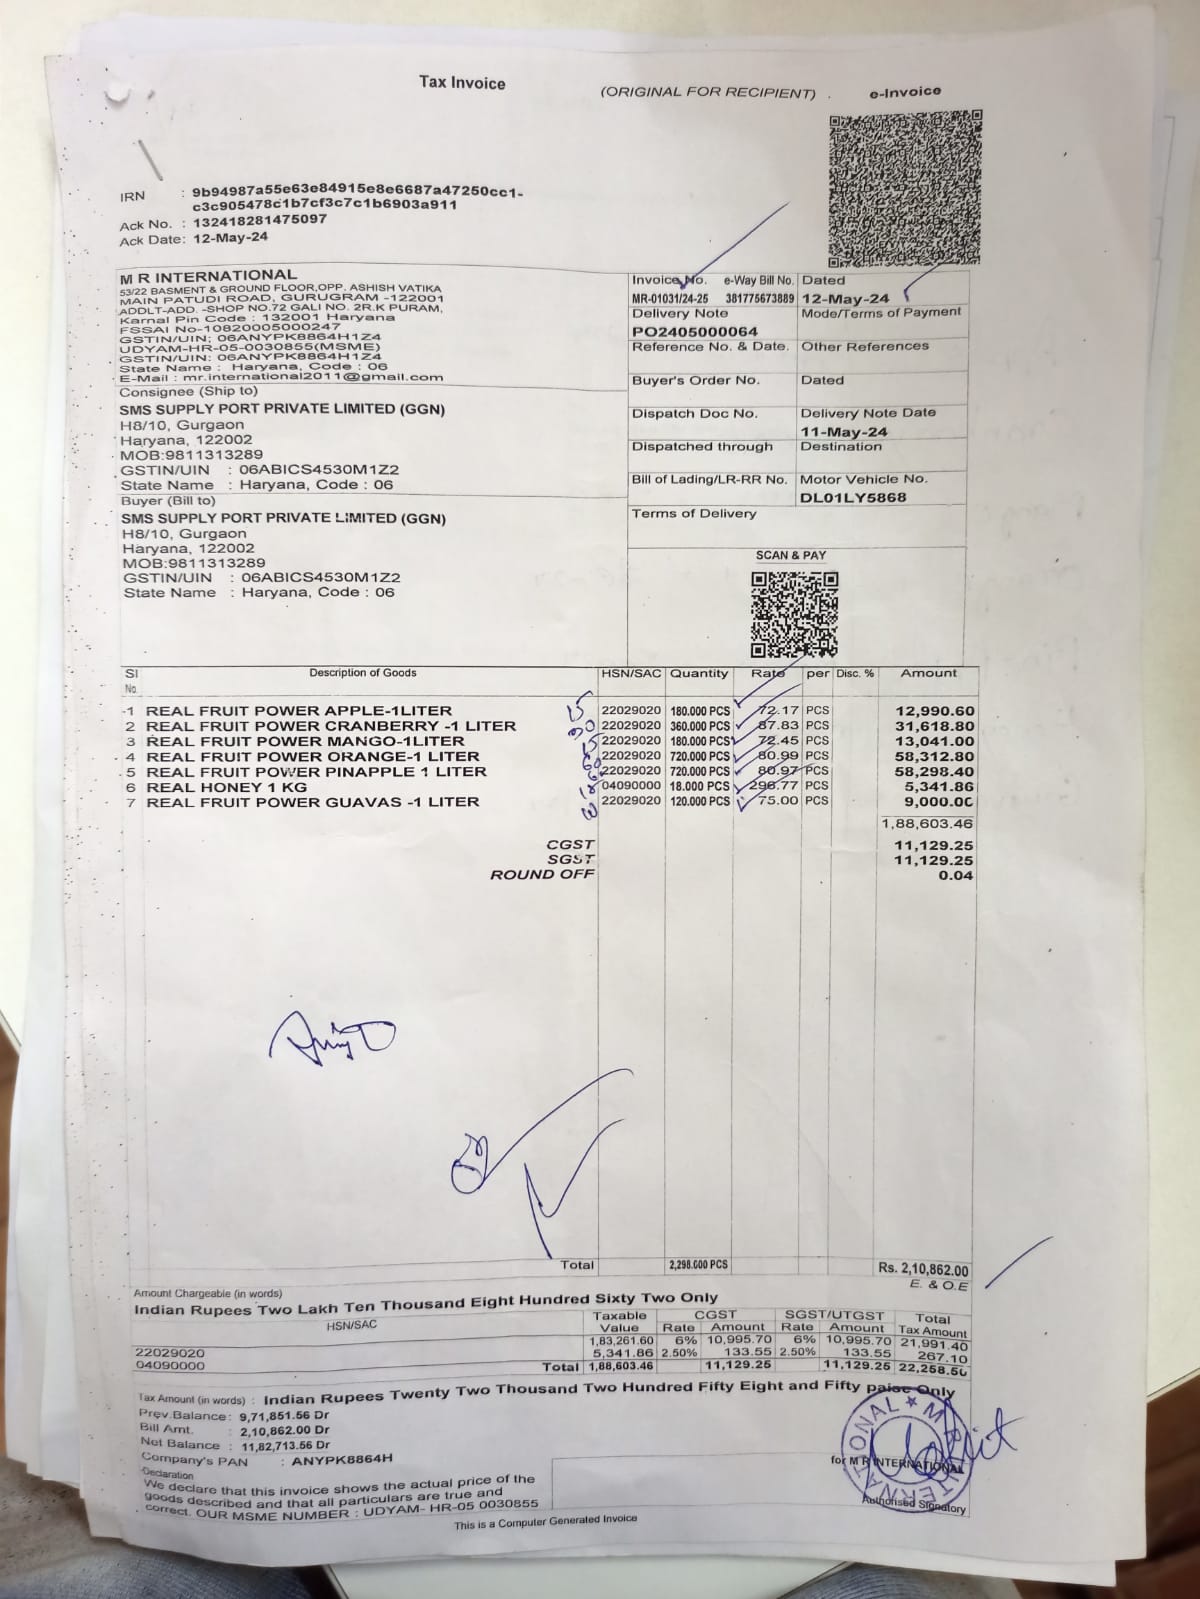 Tax Invoice
(ORIGINAL FOR RECIPIENT)
e-Invoice
IRN : 9b94987a55e63e84915e8e6687a47250cc1-
c3c905478c1b7cf3c7c1b6903a911
Ack No. : 132418281475097
Ack Date: 12-May-24
M R INTERNATIONAL
53/22 BASMENT & GROUND FLOOR,OPP. ASHISH VATIKA
MAIN PATUDI ROAD, GURUGRAM -122001
ADDLT-ADD. -SHOP NO.72 GALI NO. 2R.K PURAM,
Karnal Pin Code : 132001 Haryana
FSSAI No-10820005000247
GSTIN/UIN; 06ANYPK8864H1Z4
UDYAM-HR-05-0030855(MSME)
GSTIN/UIN: 06ANYPK8864H1Z4
State Name : Haryana, Code : 06
E-Mail : mr.international2011@gmail.com
Consignee (Ship to)
SMS SUPPLY PORT PRIVATE LIMITED (GGN)
H8/10, Gurgaon
Haryana, 122002
MOB:9811313289
GSTIN/UIN : 06ABICS4530M1Z2
State Name : Haryana, Code : 06
Buyer (Bill to)
SMS SUPPLY PORT PRIVATE LIMITED (GGN)
H8/10, Gurgaon
Haryana, 122002
MOB:9811313289
GSTIN/UIN : 06ABICS4530M1Z2
State Name : Haryana, Code : 06
Invoice No. e-Way Bill No. Dated
MR-01031/24-25 381775673889 12-May-24
Delivery Note Mode/Terms of Payment
PO2405000064
Reference No. & Date. Other References
Buyer's Order No. Dated
Dispatch Doc No. Delivery Note Date
11-May-24
Dispatched through Destination
Bill of Lading/LR-RR No. Motor Vehicle No.
DL01LY5868
Terms of Delivery
SCAN & PAY
Sl No. Description of Goods HSN/SAC Quantity Rate per Disc. % Amount
1 REAL FRUIT POWER APPLE-1LITER 22029020 180.000 PCS 72.17 PCS 12,990.60
2 REAL FRUIT POWER CRANBERRY -1 LITER 22029020 360.000 PCS 87.83 PCS 31,618.80
3 REAL FRUIT POWER MANGO-1LITER 22029020 180.000 PCS 72.45 PCS 13,041.00
4 REAL FRUIT POWER ORANGE-1 LITER 22029020 720.000 PCS 80.99 PCS 58,312.80
5 REAL FRUIT POWER PINAPPLE 1 LITER 22029020 720.000 PCS 80.97 PCS 58,298.40
6 REAL HONEY 1 KG 04090000 18.000 PCS 296.77 PCS 5,341.86
7 REAL FRUIT POWER GUAVAS -1 LITER 22029020 120.000 PCS 75.00 PCS 9,000.00
1,88,603.46
CGST 11,129.25
SGST 11,129.25
ROUND OFF 0.04
Total 2,298.000 PCS Rs. 2,10,862.00
E. & O.E
Amount Chargeable (in words)
Indian Rupees Two Lakh Ten Thousand Eight Hundred Sixty Two Only
HSN/SAC Taxable Value CGST SGST/UTGST Total Tax Amount
Rate Amount Rate Amount
22029020 1,83,261.60 6% 10,995.70 6% 10,995.70 21,991.40
04090000 5,341.86 2.50% 133.55 2.50% 133.55 267.10
Total 1,88,603.46 11,129.25 11,129.25 22,258.50
Tax Amount (in words) : Indian Rupees Twenty Two Thousand Two Hundred Fifty Eight and Fifty paise Only
Prev.Balance: 9,71,851.56 Dr
Bill Amt. : 2,10,862.00 Dr
Net Balance : 11,82,713.56 Dr
Company's PAN : ANYPK8864H
Declaration
We declare that this invoice shows the actual price of the
goods described and that all particulars are true and
correct. OUR MSME NUMBER : UDYAM- HR-05 0030855
for M R INTERNATIONAL
Authorised Signatory
This is a Computer Generated Invoice